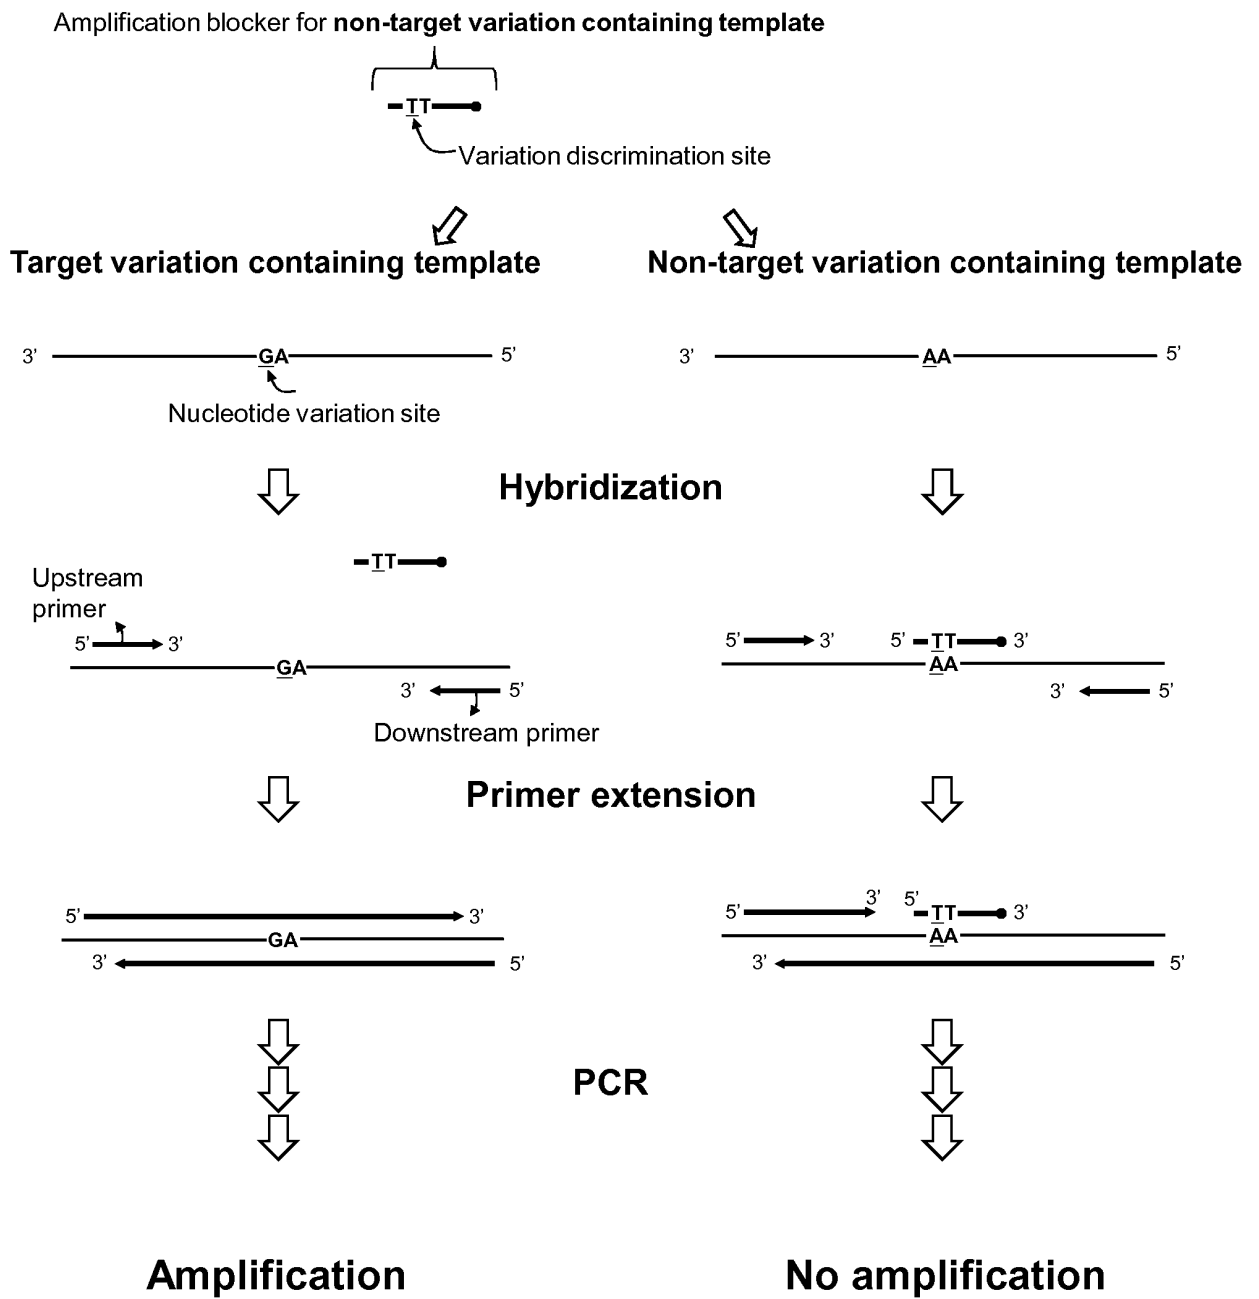 Amplification blocker for non-target variation containing template
TT
Variation discrimination site
Target variation containing template
Non-target variation containing template
3’ GA 5’
3’ AA 5’
Nucleotide variation site
Hybridization
TT
Upstream
primer
5’ 3’
5’ 3’ 5’ TT 3’
GA
AA
3’ 5’
3’ 5’
Downstream primer
Primer extension
5’ 3’
5’ 3’ 5’ TT 3’
GA
AA
3’ 5’
3’ 5’
PCR
Amplification
No amplification